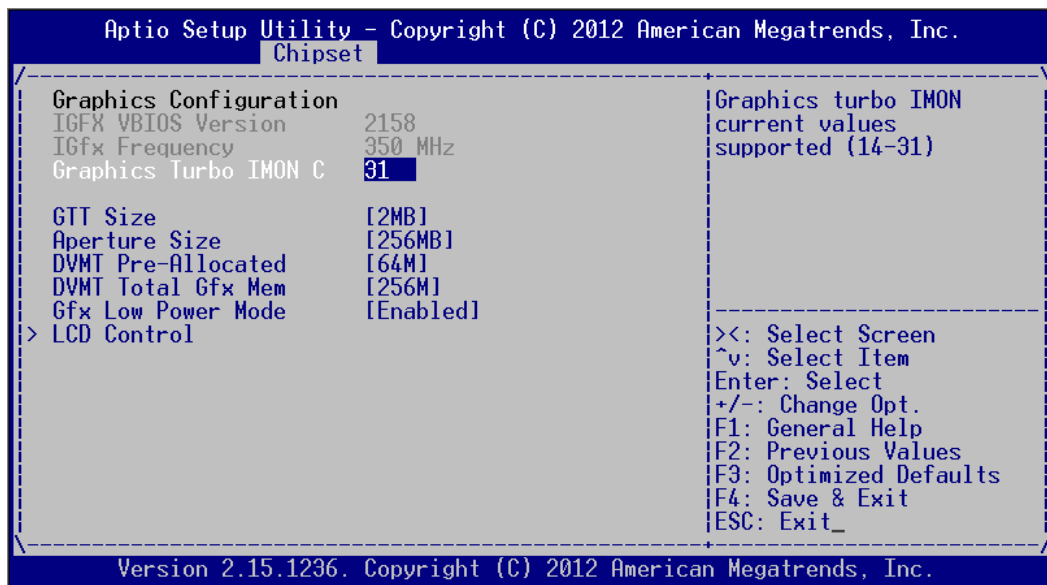 Aptio Setup Utility – Copyright (C) 2012 American Megatrends, Inc.
Chipset
Graphics Configuration
IGFX VBIOS Version 2158
IGfx Frequency 350 MHz
Graphics Turbo IMON C 31
GTT Size [2MB]
Aperture Size [256MB]
DVMT Pre-Allocated [64M]
DVMT Total Gfx Mem [256M]
Gfx Low Power Mode [Enabled]
> LCD Control
Graphics turbo IMON
current values
supported (14-31)
><: Select Screen
^v: Select Item
Enter: Select
+/-: Change Opt.
F1: General Help
F2: Previous Values
F3: Optimized Defaults
F4: Save & Exit
ESC: Exit_
Version 2.15.1236. Copyright (C) 2012 American Megatrends, Inc.